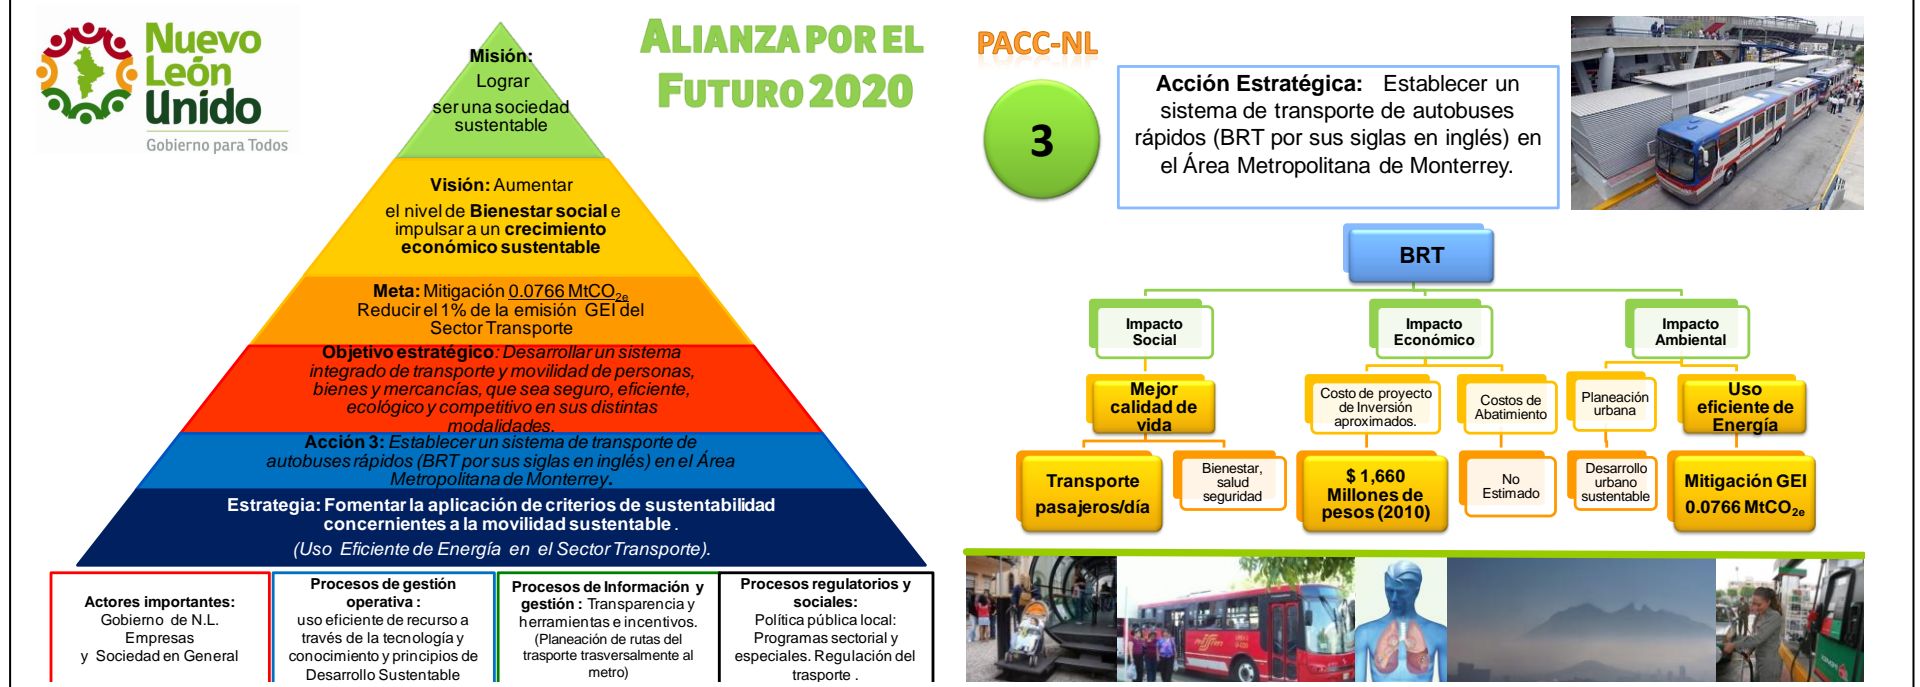 Nuevo
León
Unido
Gobierno para Todos
ALIANZA POR EL
FUTURO 2020
Misión:
Lograr
ser una sociedad
sustentable
Visión: Aumentar
el nivel de Bienestar social e
impulsar a un crecimiento
económico sustentable
Meta: Mitigación 0.0766 MtCO2e
Reducir el 1% de la emisión GEI del
Sector Transporte
Objetivo estratégico: Desarrollar un sistema
integrado de transporte y movilidad de personas,
bienes y mercancías, que sea seguro, eficiente,
ecológico y competitivo en sus distintas
modalidades.
Acción 3: Establecer un sistema de transporte de
autobuses rápidos (BRT por sus siglas en inglés) en el Área
Metropolitana de Monterrey.
Estrategia: Fomentar la aplicación de criterios de sustentabilidad
concernientes a la movilidad sustentable .
(Uso Eficiente de Energía en el Sector Transporte).
Actores importantes:
Gobierno de N.L.
Empresas
y Sociedad en General
Procesos de gestión
operativa :
uso eficiente de recurso a
través de la tecnología y
conocimiento y principios de
Desarrollo Sustentable
Procesos de Información y
gestión : Transparencia y
herramientas e incentivos.
(Planeación de rutas del
trasporte trasversalmente al
metro)
Procesos regulatorios y
sociales:
Política pública local:
Programas sectorial y
especiales. Regulación del
trasporte .
PACC-NL
3
Acción Estratégica: Establecer un
sistema de transporte de autobuses
rápidos (BRT por sus siglas en inglés) en
el Área Metropolitana de Monterrey.
BRT
Impacto
Social
Impacto
Económico
Impacto
Ambiental
Mejor
calidad de
vida
Costo de proyecto
de Inversión
aproximados.
Costos de
Abatimiento
Planeación
urbana
Uso
eficiente de
Energía
Transporte
pasajeros/día
Bienestar,
salud
seguridad
$ 1,660
Millones de
pesos (2010)
No
Estimado
Desarrollo
urbano
sustentable
Mitigación GEI
0.0766 MtCO2e